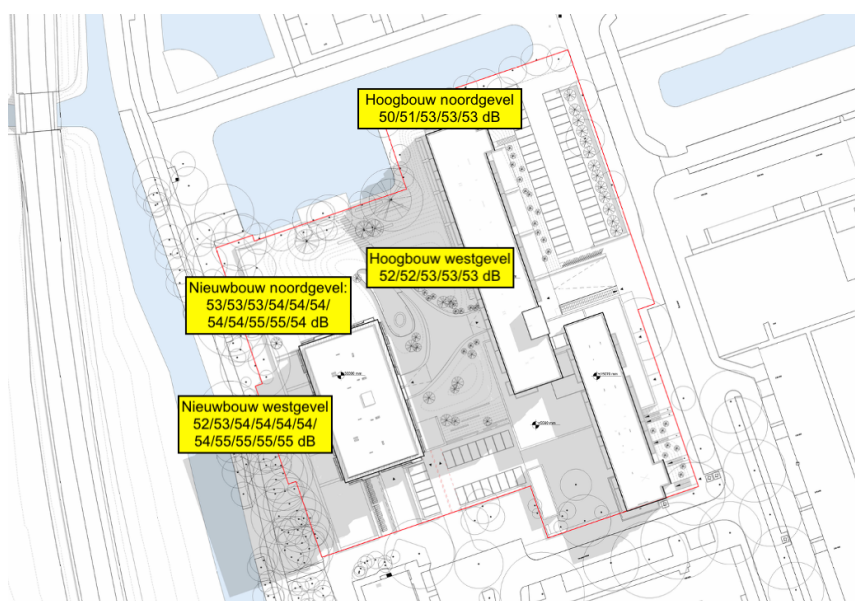 Hoogbouw noordgevel
50/51/53/53/53 dB
Hoogbouw westgevel
52/52/53/53/53 dB
Nieuwbouw noordgevel:
53/53/53/54/54/54/
54/54/55/55/54 dB
Nieuwbouw westgevel
52/53/54/54/54/54/
54/55/55/55/55 dB